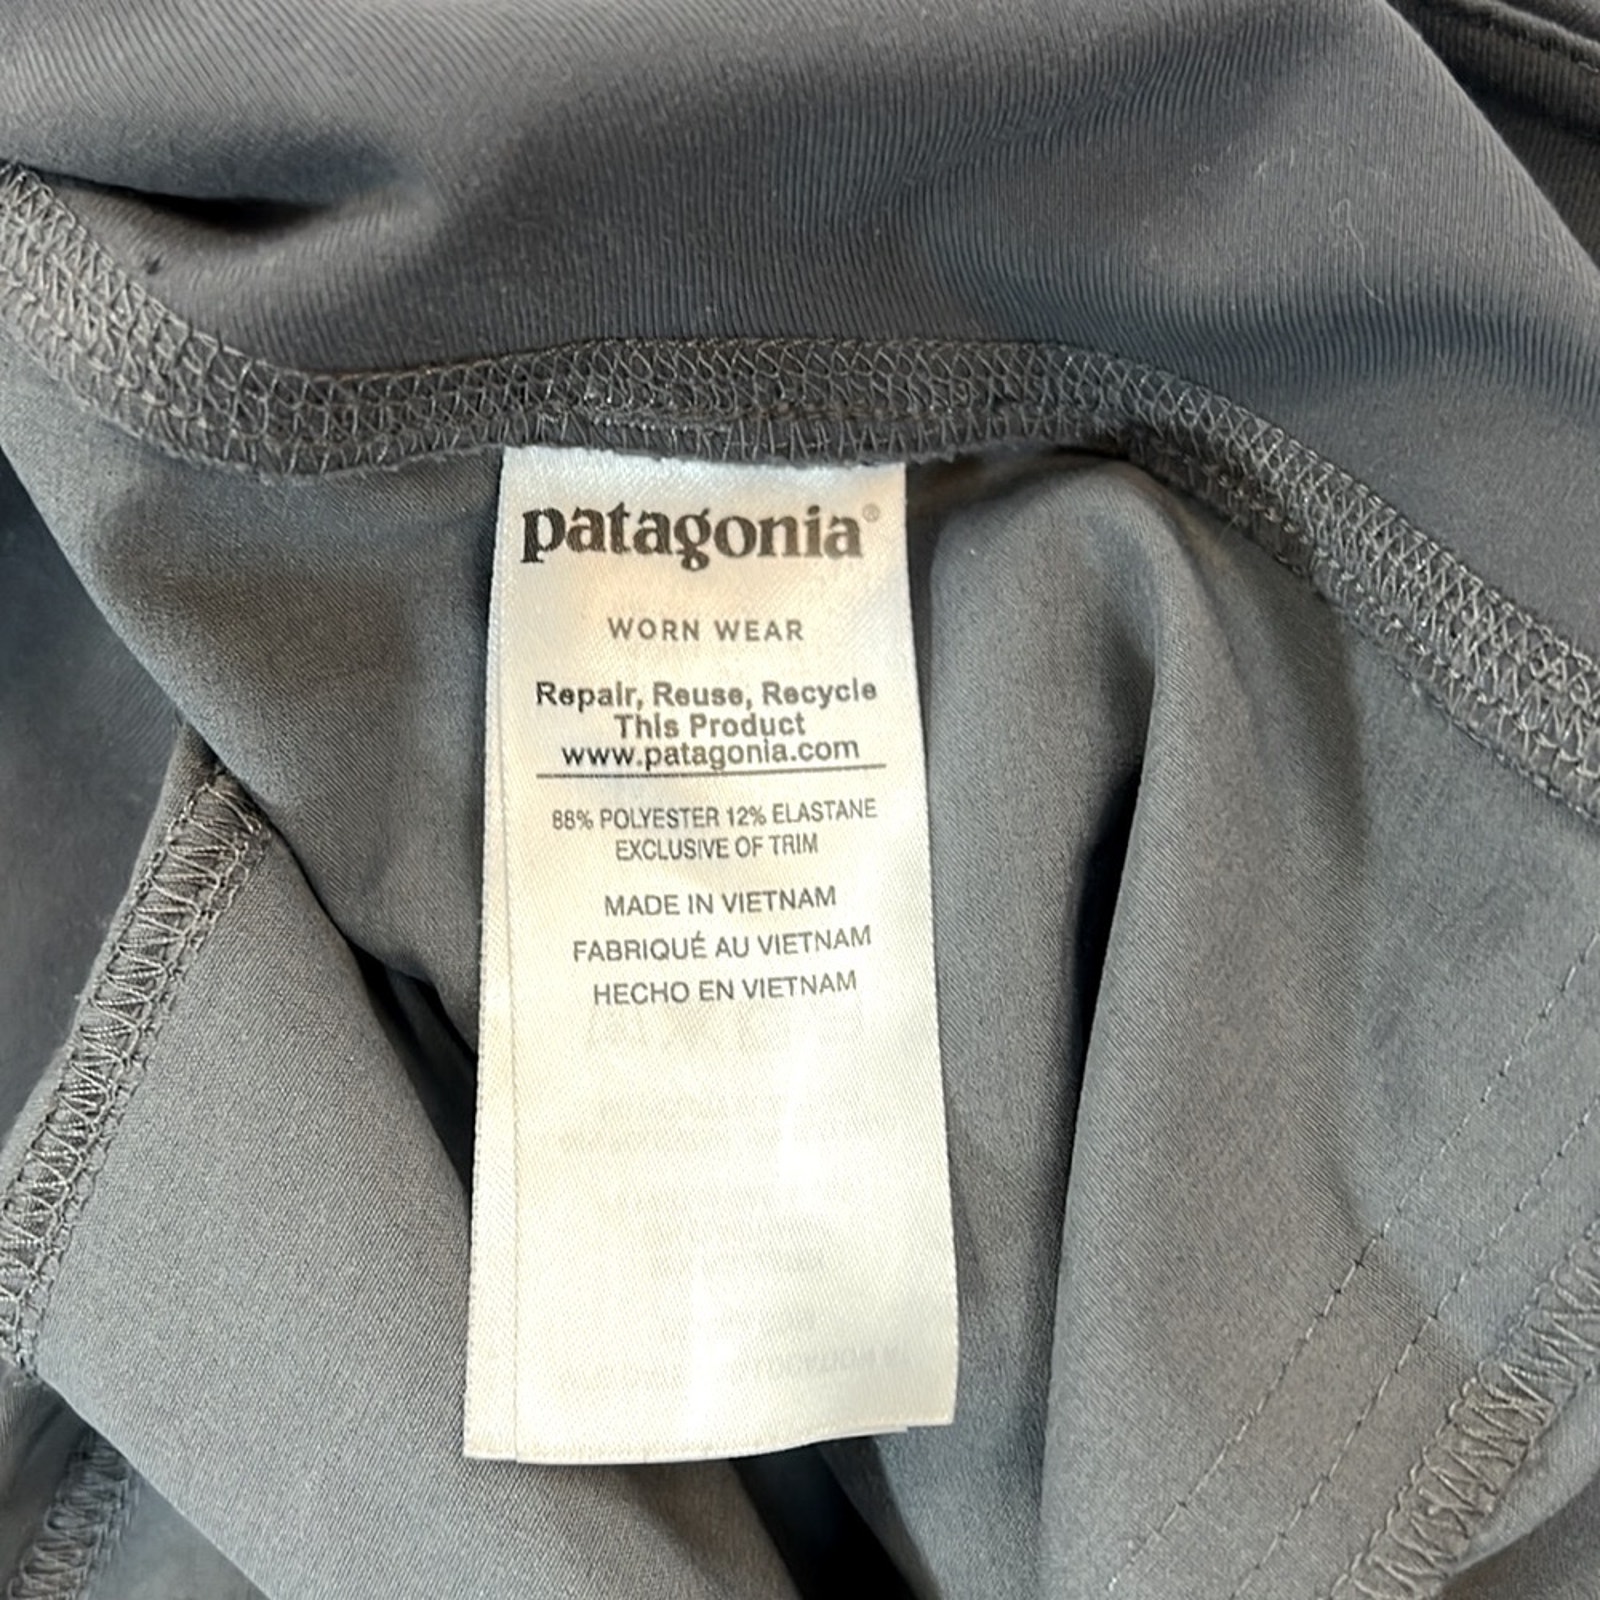 patagonia®
WORN WEAR
Repair, Reuse, Recycle
This Product
www.patagonia.com
88% POLYESTER 12% ELASTANE
EXCLUSIVE OF TRIM
MADE IN VIETNAM
FABRIQUÉ AU VIETNAM
HECHO EN VIETNAM